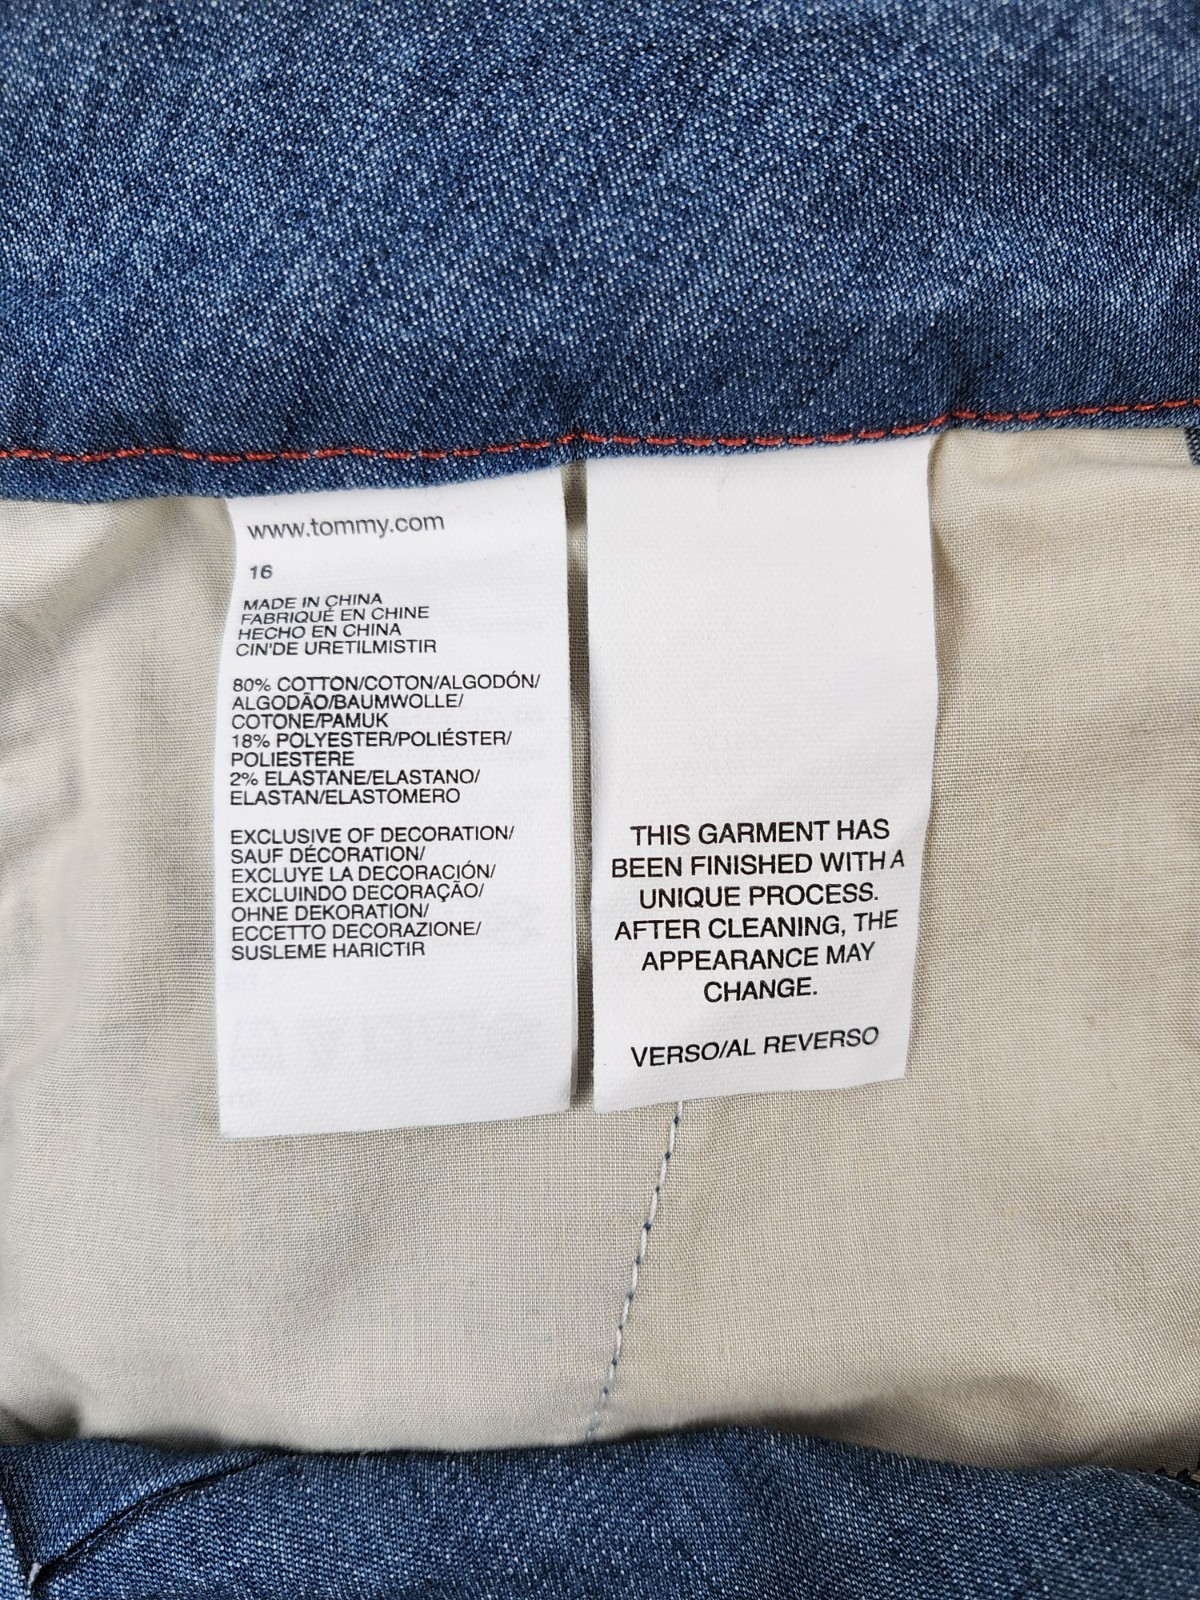 www.tommy.com
16
MADE IN CHINA
FABRIQUÉ EN CHINE
HECHO EN CHINA
CIN'DE URETILMISTIR
80% COTTON/COTON/ALGODÓN/
ALGODÃO/BAUMWOLLE/
COTONE/PAMUK
18% POLYESTER/POLIÉSTER/
POLIESTERE
2% ELASTANE/ELASTANO/
ELASTAN/ELASTOMERO
EXCLUSIVE OF DECORATION/
SAUF DÉCORATION/
EXCLUYE LA DECORACIÓN/
EXCLUINDO DECORAÇÃO/
OHNE DEKORATION/
ECCETTO DECORAZIONE/
SUSLEME HARICTIR
THIS GARMENT HAS
BEEN FINISHED WITH A
UNIQUE PROCESS.
AFTER CLEANING, THE
APPEARANCE MAY
CHANGE.
VERSO/AL REVERSO